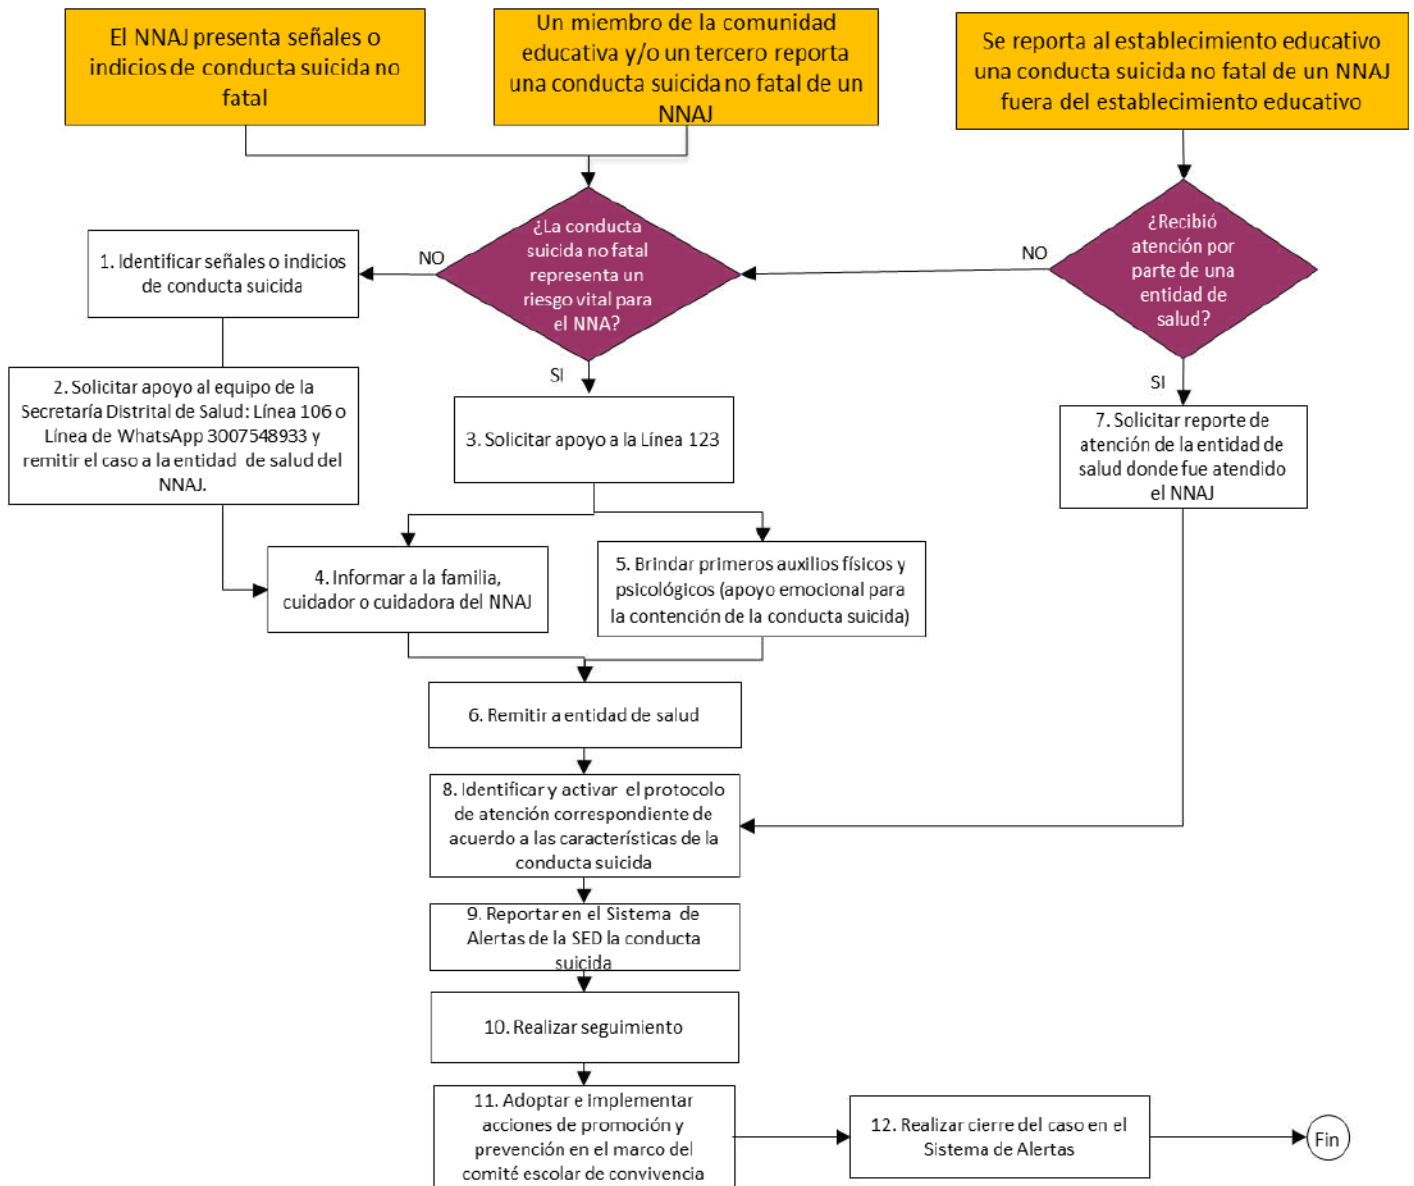 El NNAJ presenta señales o
indicios de conducta suicida no
fatal
Un miembro de la comunidad
educativa y/o un tercero reporta
una conducta suicida no fatal de un
NNAJ
Se reporta al establecimiento educativo
una conducta suicida no fatal de un NNAJ
fuera del establecimiento educativo
¿La conducta
suicida no fatal
representa un
riesgo vital para
el NNA?
¿Recibió
atención por
parte de una
entidad de
salud?
NO
NO
1. Identificar señales o indicios
de conducta suicida
SI
SI
2. Solicitar apoyo al equipo de la
Secretaría Distrital de Salud: Línea 106 o
Línea de WhatsApp 3007548933 y
remitir el caso a la entidad de salud del
NNAJ.
3. Solicitar apoyo a la Línea 123
7. Solicitar reporte de
atención de la entidad de
salud donde fue atendido
el NNAJ
4. Informar a la familia,
cuidador o cuidadora del NNAJ
5. Brindar primeros auxilios físicos y
psicológicos (apoyo emocional para
la contención de la conducta suicida)
6. Remitir a entidad de salud
8. Identificar y activar el protocolo
de atención correspondiente de
acuerdo a las características de la
conducta suicida
9. Reportar en el Sistema de
Alertas de la SED la conducta
suicida
10. Realizar seguimiento
11. Adoptar e implementar
acciones de promoción y
prevención en el marco del
comité escolar de convivencia
12. Realizar cierre del caso en el
Sistema de Alertas
Fin